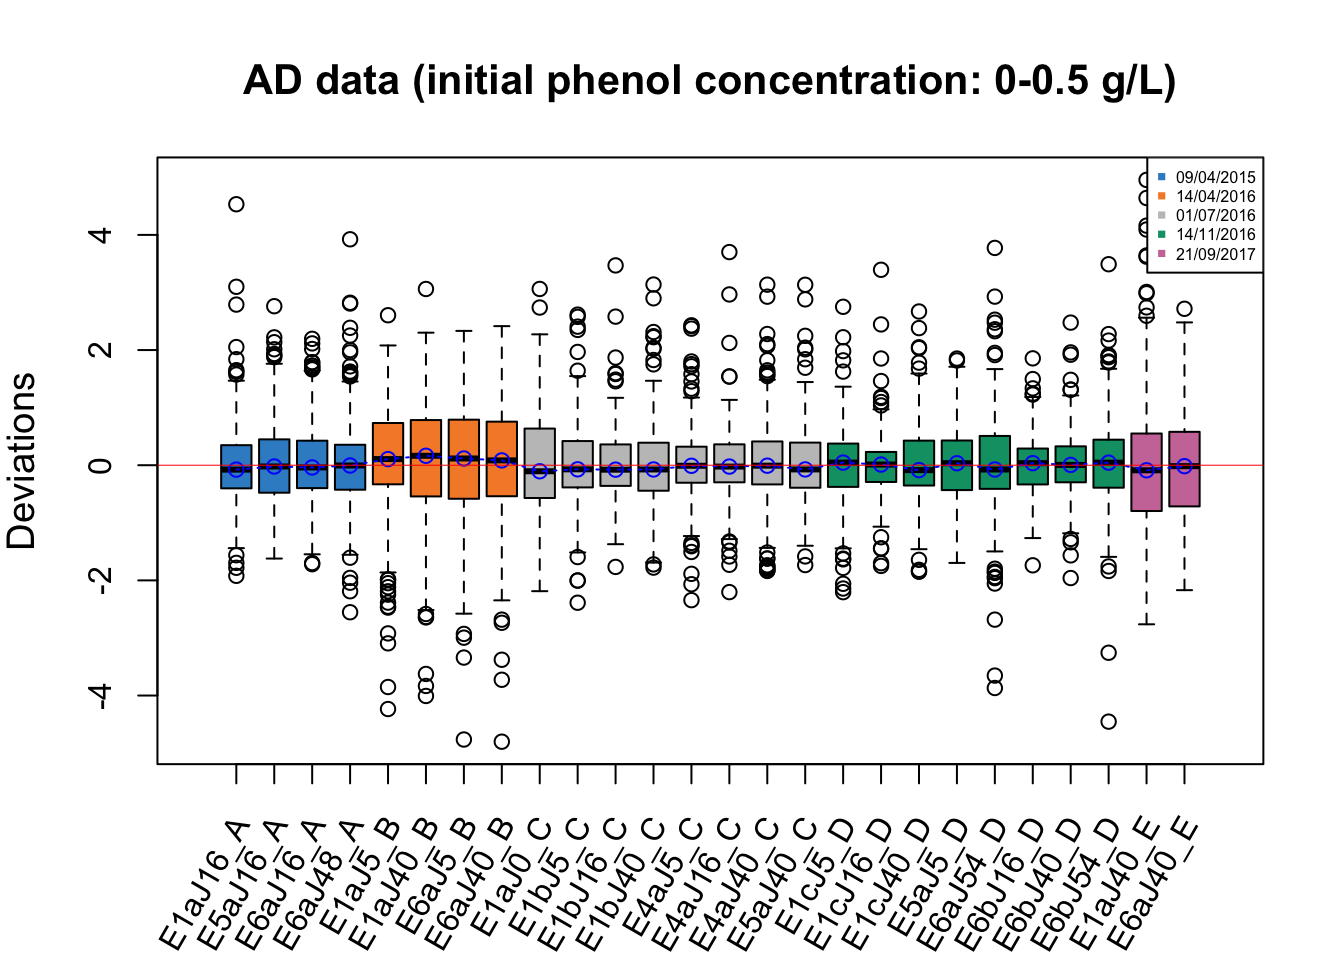 AD data (initial phenol concentration: 0-0.5 g/L)
09/04/2015
14/04/2016
01/07/2016
14/11/2016
21/09/2017
Deviations
4
2
0
-2
-4
E1aJ16_A
E5aJ16_A
E6aJ16_A
E6aJ48_A
E1aJ5_B
E1aJ40_B
E6aJ5_B
E6aJ40_B
E1aJ0_C
E1bJ5_C
E1bJ16_C
E1bJ40_C
E4aJ5_C
E4aJ16_C
E4aJ40_C
E5aJ40_C
E1cJ5_D
E1cJ16_D
E1cJ40_D
E5aJ5_D
E6aJ54_D
E6bJ16_D
E6bJ40_D
E6bJ54_D
E1aJ40_E
E6aJ40_E